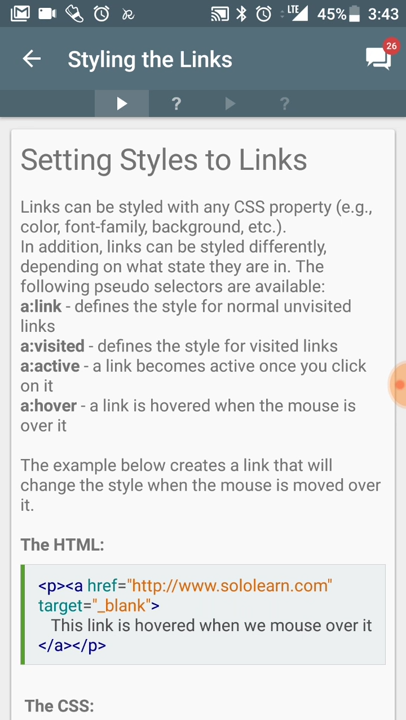 LTE 45% 3:43
Styling the Links
26
? ?
Setting Styles to Links
Links can be styled with any CSS property (e.g.,
color, font-family, background, etc.).
In addition, links can be styled differently,
depending on what state they are in. The
following pseudo selectors are available:
a:link - defines the style for normal unvisited
links
a:visited - defines the style for visited links
a:active - a link becomes active once you click
on it
a:hover - a link is hovered when the mouse is
over it
The example below creates a link that will
change the style when the mouse is moved over
it.
The HTML:
<p><a href="http://www.sololearn.com"
target="_blank">
This link is hovered when we mouse over it
</a></p>
The CSS: